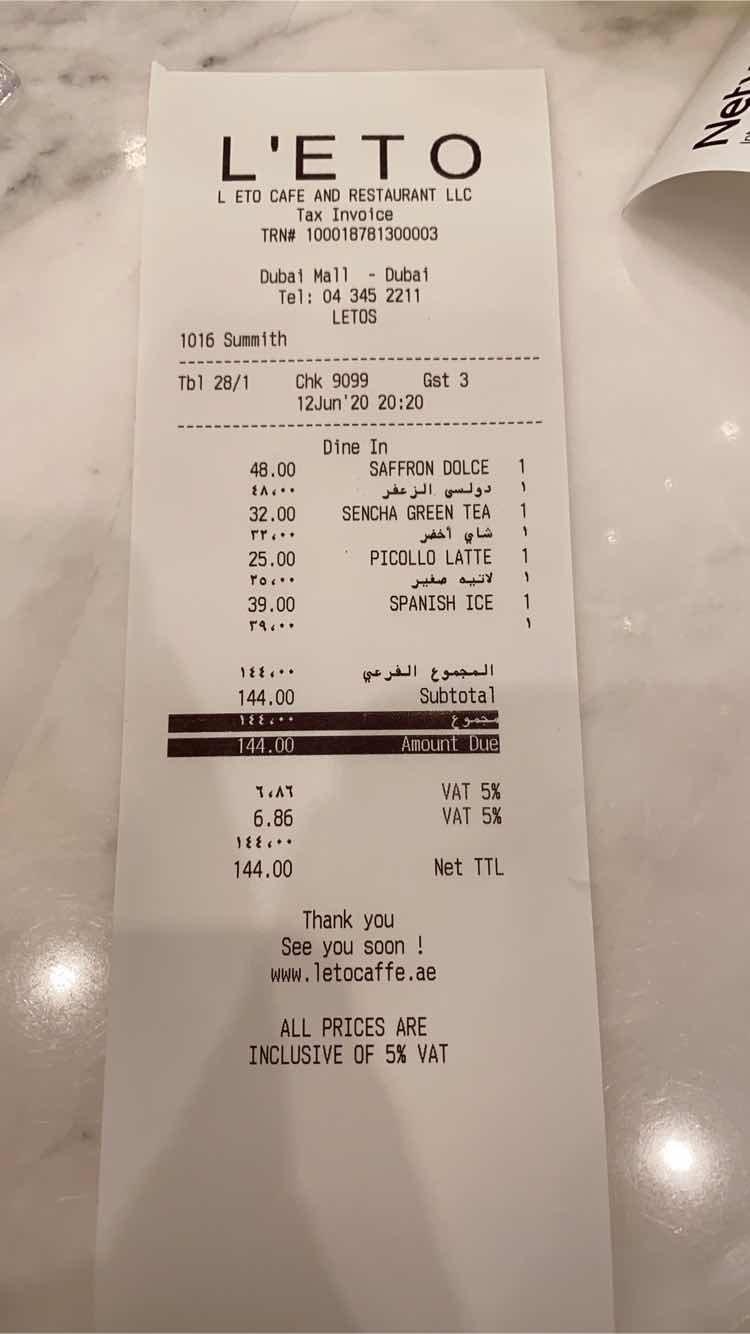 L'ETO
L ETO CAFE AND RESTAURANT LLC
Tax Invoice
TRN# 100018781300003
Dubai Mall - Dubai
Tel: 04 345 2211
LETOS
1016 Summith
Tbl 28/1 Chk 9099 Gst 3
12Jun'20 20:20
Dine In
48.00 SAFFRON DOLCE 1
٤٨،٠٠ دولسي الزعفر ١
32.00 SENCHA GREEN TEA 1
٣٢،٠٠ شاي أخضر ١
25.00 PICOLLO LATTE 1
٢٥،٠٠ لاتيه صغير ١
39.00 SPANISH ICE 1
٣٩،٠٠ ١
١٤٤،٠٠ المجموع الفرعي
144.00 Subtotal
١٤٤،٠٠ مجموع
144.00 Amount Due
٦،٨٦ VAT 5%
6.86 VAT 5%
١٤٤،٠٠
144.00 Net TTL
Thank you
See you soon !
www.letocaffe.ae
ALL PRICES ARE
INCLUSIVE OF 5% VAT